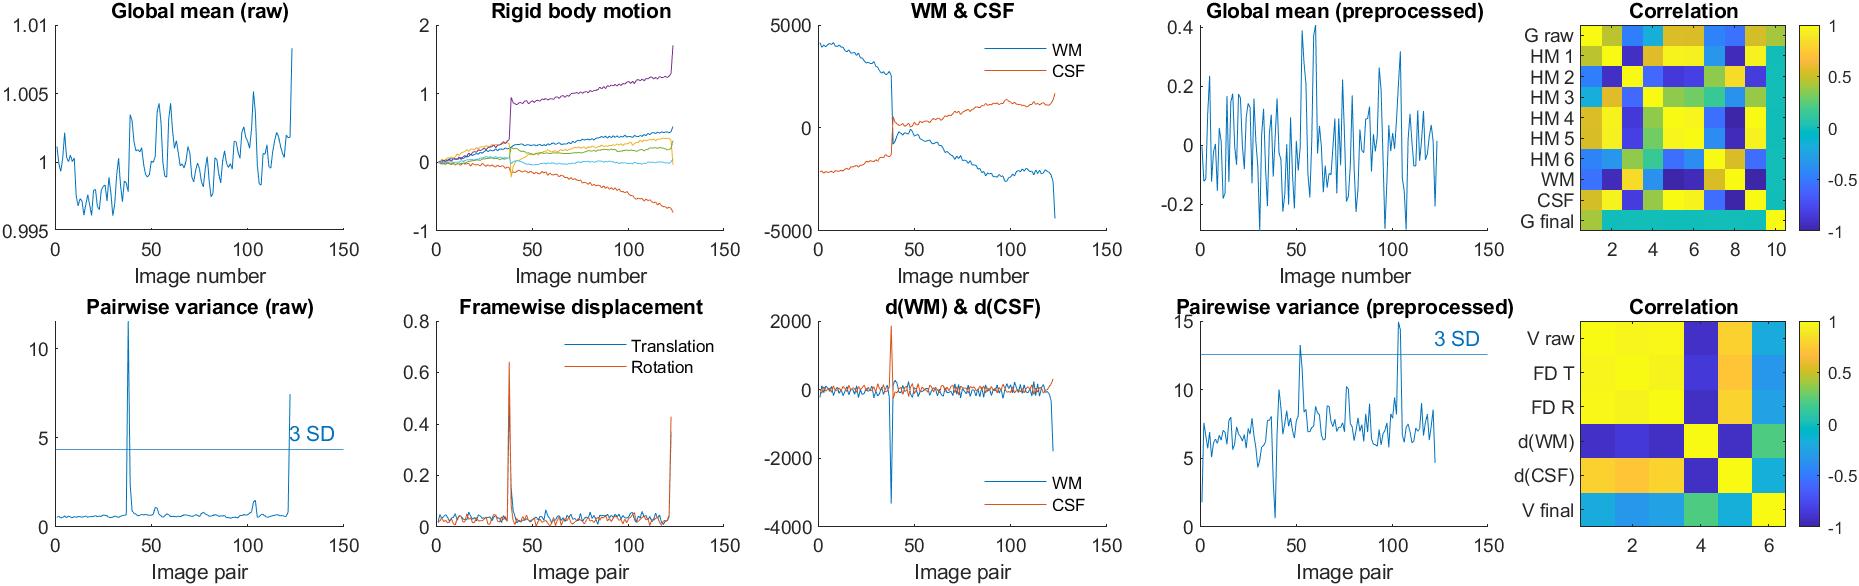 Global mean (raw)
1.01
1.005
1
0.995
0 50 100 150
Image number
Rigid body motion
2
1
0
-1
0 50 100 150
Image number
WM & CSF
5000
0
-5000
WM
CSF
0 50 100 150
Image number
Global mean (preprocessed)
0.4
0.2
0
-0.2
0 50 100 150
Image number
Correlation
G raw
HM 1
HM 2
HM 3
HM 4
HM 5
HM 6
WM
CSF
G final
2 4 6 8 10
1
0.5
0
-0.5
-1
Pairwise variance (raw)
10
5
0
3 SD
0 50 100 150
Image pair
Framewise displacement
0.8
0.6
0.4
0.2
0
Translation
Rotation
0 50 100 150
Image pair
d(WM) & d(CSF)
2000
0
-2000
-4000
WM
CSF
0 50 100 150
Image pair
Pairewise variance (preprocessed)
15
10
5
0
3 SD
0 50 100 150
Image pair
Correlation
V raw
FD T
FD R
d(WM)
d(CSF)
V final
2 4 6
1
0.5
0
-0.5
-1